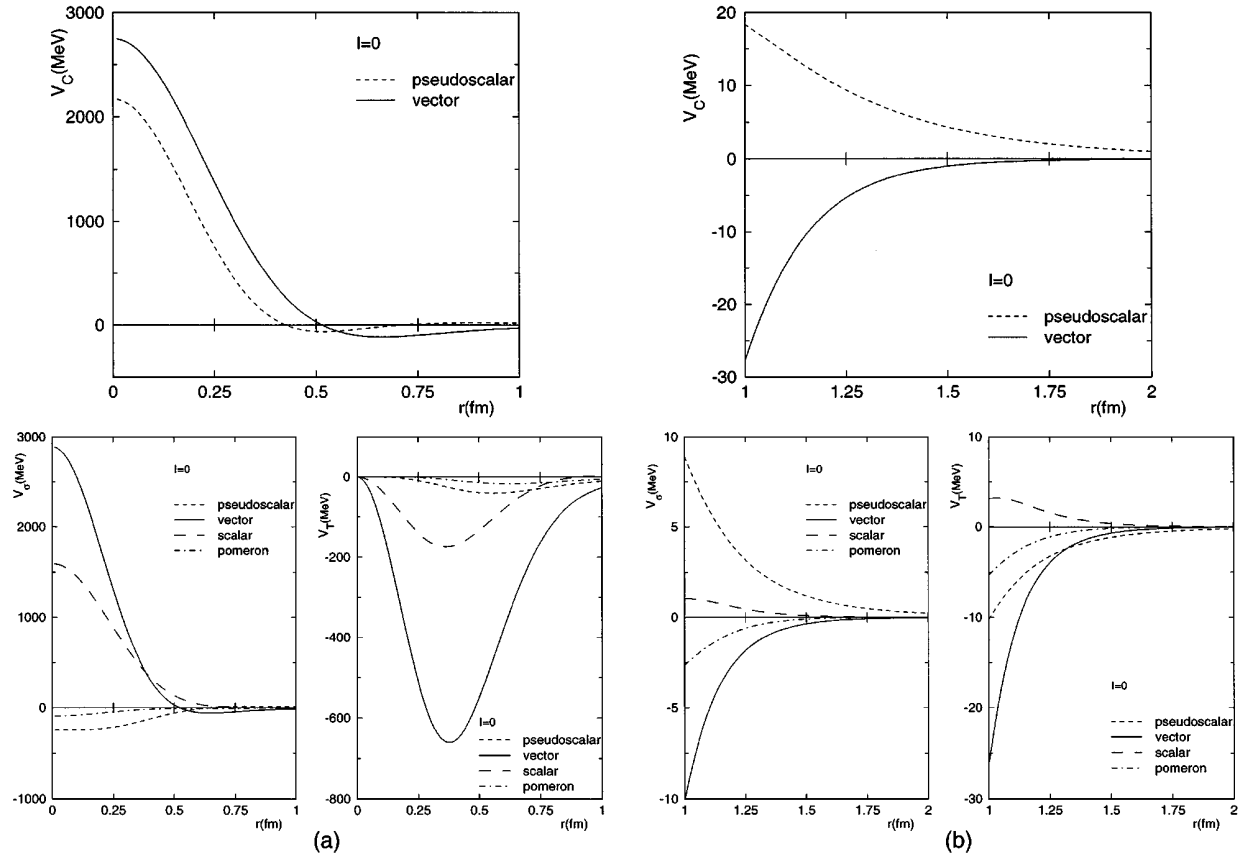 3000
2000
1000
0
V_C(MeV)
I=0
pseudoscalar
vector
0 0.25 0.5 0.75 1
r(fm)
20
10
0
-10
-20
-30
V_C(MeV)
I=0
pseudoscalar
vector
1 1.25 1.5 1.75 2
r(fm)
3000
2000
1000
0
-1000
V_σ(MeV)
I=0
pseudoscalar
vector
scalar
pomeron
0 0.25 0.5 0.75 1
r(fm)
0
-200
-400
-600
-800
V_T(MeV)
I=0
pseudoscalar
vector
scalar
pomeron
0 0.25 0.5 0.75 1
r(fm)
(a)
10
5
0
-5
-10
V_σ(MeV)
I=0
pseudoscalar
vector
scalar
pomeron
1 1.25 1.5 1.75 2
r(fm)
10
0
-10
-20
-30
V_T(MeV)
I=0
pseudoscalar
vector
scalar
pomeron
1 1.25 1.5 1.75 2
r(fm)
(b)